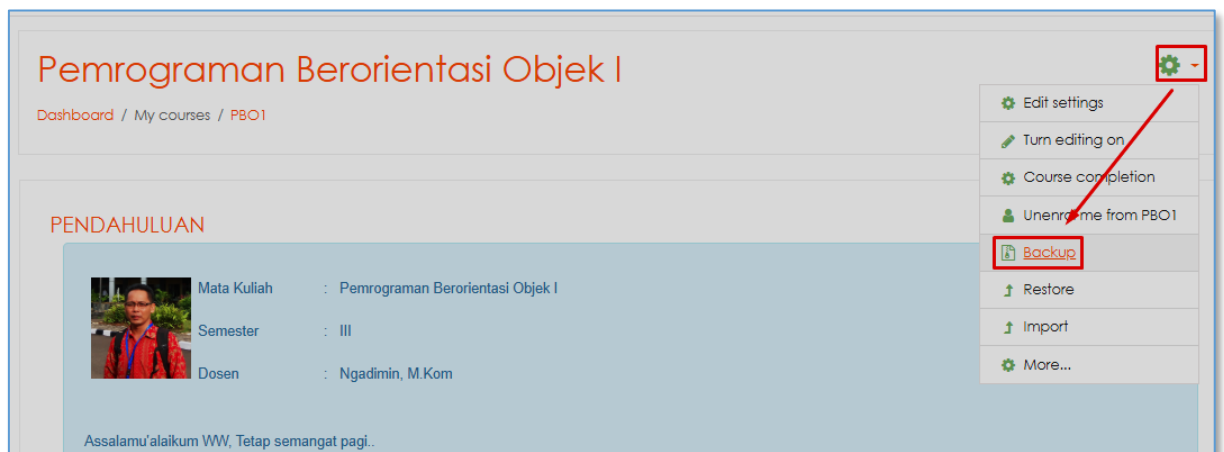 Pemrograman Berorientasi Objek I
Dashboard / My courses / PBO1
Edit settings
Turn editing on
Course completion
Unenrol me from PBO1
Backup
Restore
Import
More...
PENDAHULUAN
Mata Kuliah : Pemrograman Berorientasi Objek I
Semester : III
Dosen : Ngadimin, M.Kom
Assalamu'alaikum WW, Tetap semangat pagi..